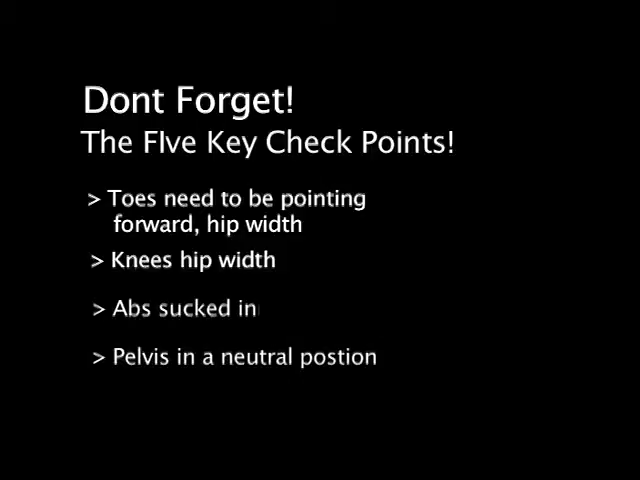 Dont Forget!
The FIve Key Check Points!
> Toes need to be pointing
forward, hip width
> Knees hip width
> Abs sucked in
> Pelvis in a neutral postion